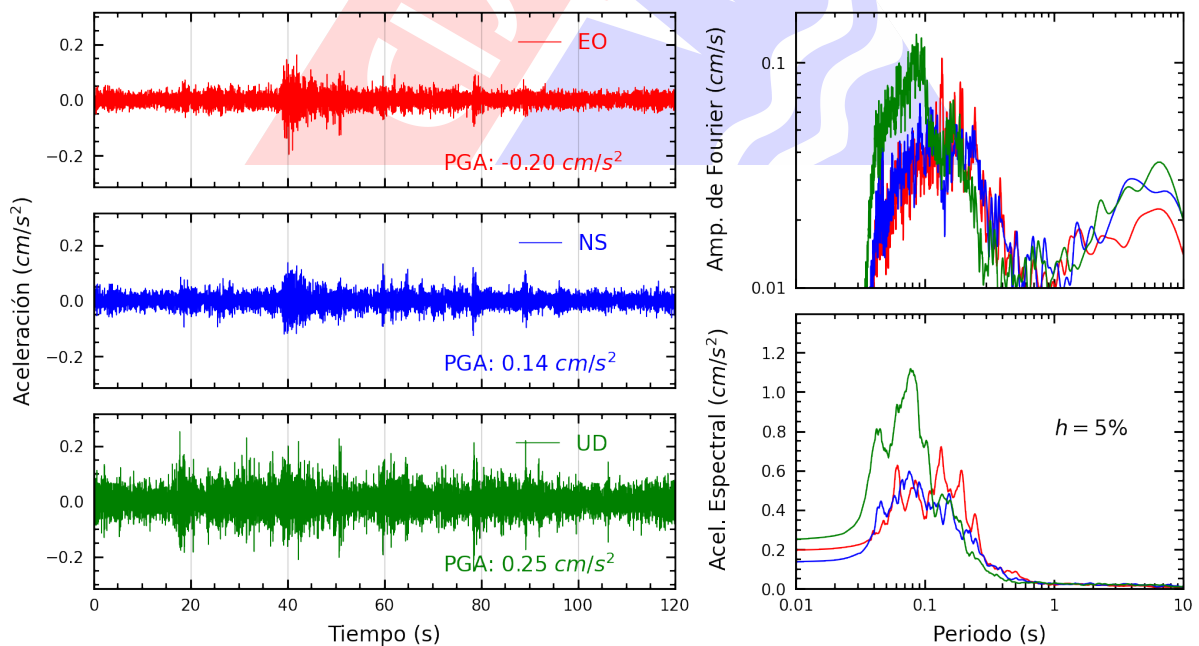 Aceleración (cm/s²)
0.2
0.0
−0.2
EO
PGA: -0.20 cm/s²
0.2
0.0
−0.2
NS
PGA: 0.14 cm/s²
0.2
0.0
−0.2
UD
PGA: 0.25 cm/s²
0 20 40 60 80 100 120
Tiempo (s)
Amp. de Fourier (cm/s)
0.1
0.01
Acel. Espectral (cm/s²)
1.2
1.0
0.8
0.6
0.4
0.2
0.0
h = 5%
0.01 0.1 1 10
Periodo (s)